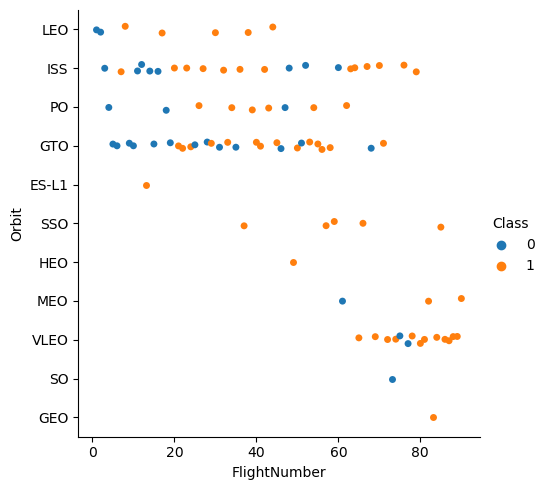 LEO
ISS
PO
GTO
ES-L1
SSO
HEO
MEO
VLEO
SO
GEO
Orbit
0 20 40 60 80
FlightNumber
Class
0
1